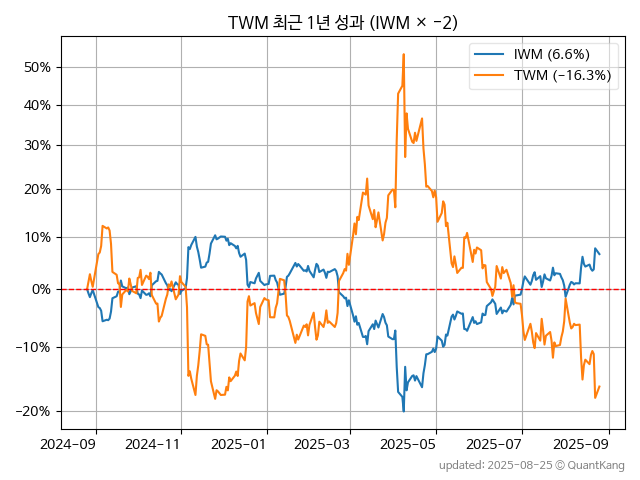 TWM 최근 1년 성과 (IWM × −2)
IWM (6.6%)
TWM (−16.3%)
50%
40%
30%
20%
10%
0%
−10%
−20%
2024-09 2024-11 2025-01 2025-03 2025-05 2025-07 2025-09
updated: 2025-08-25 © QuantKang